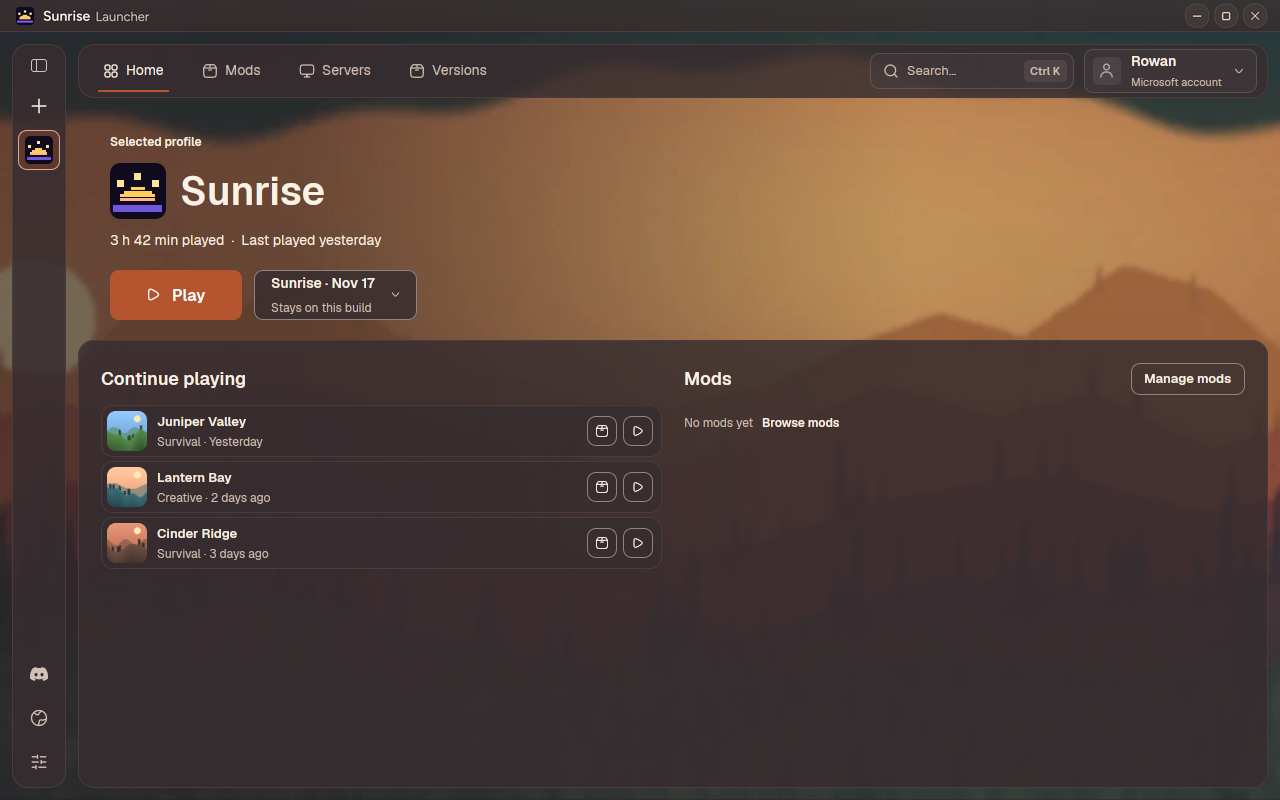 Sunrise Launcher
Home
Mods
Servers
Versions
Search...
Ctrl K
Rowan
Microsoft account
Selected profile
Sunrise
3 h 42 min played · Last played yesterday
Play
Sunrise · Nov 17
Stays on this build
Continue playing
Juniper Valley
Survival · Yesterday
Lantern Bay
Creative · 2 days ago
Cinder Ridge
Survival · 3 days ago
Mods
Manage mods
No mods yet Browse mods